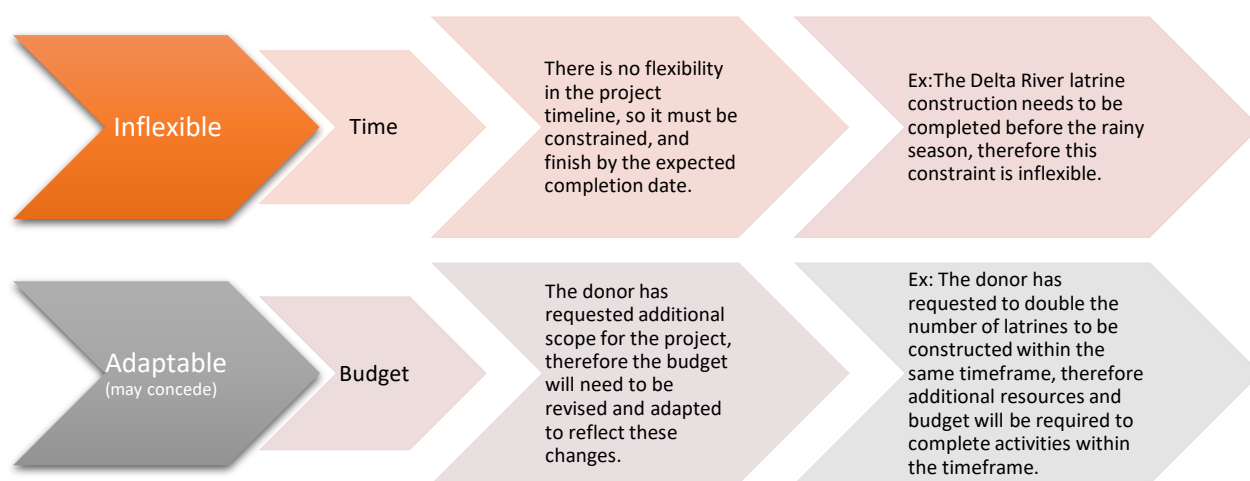 Inflexible
Time
There is no flexibility
in the project
timeline, so it must be
constrained, and
finish by the expected
completion date.
Ex:The Delta River latrine
construction needs to be
completed before the rainy
season, therefore this
constraint is inflexible.
Adaptable
(may concede)
Budget
The donor has
requested additional
scope for the project,
therefore the budget
will need to be
revised and adapted
to reflect these
changes.
Ex: The donor has
requested to double the
number of latrines to be
constructed within the
same timeframe, therefore
additional resources and
budget will be required to
complete activities within
the timeframe.